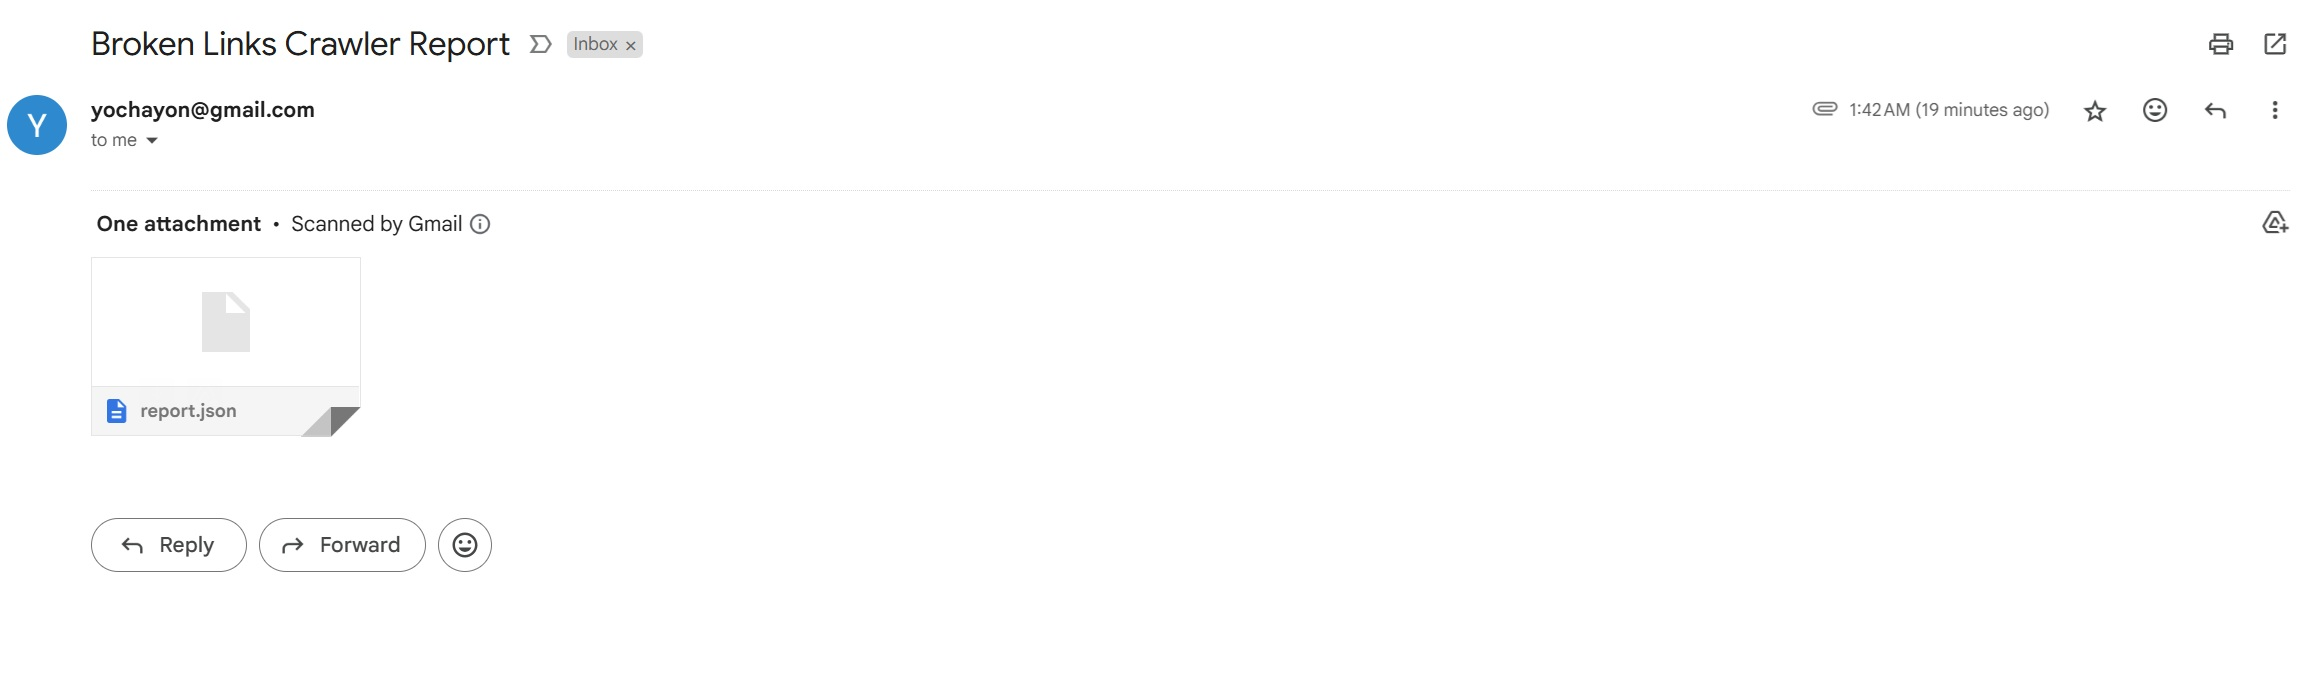 Broken Links Crawler Report Inbox ×
yochayon@gmail.com 1:42 AM (19 minutes ago)
to me
One attachment • Scanned by Gmail
report.json
Reply Forward
Y